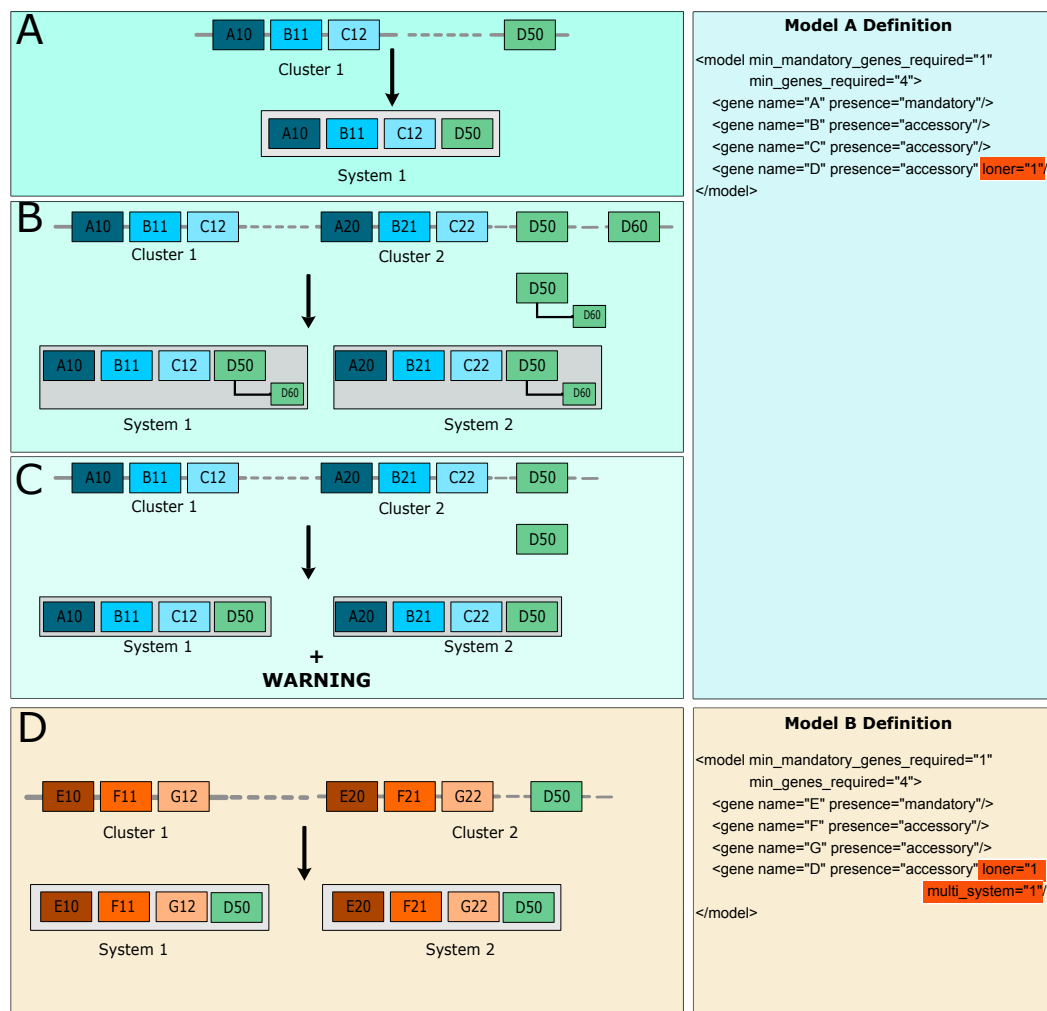 A
A10 B11 C12 D50
Cluster 1
A10 B11 C12 D50
System 1
B
A10 B11 C12 A20 B21 C22 D50 D60
Cluster 1 Cluster 2
D50
D60
A10 B11 C12 D50 A20 B21 C22 D50
D60 D60
System 1 System 2
C
A10 B11 C12 A20 B21 C22 D50
Cluster 1 Cluster 2
D50
A10 B11 C12 D50 A20 B21 C22 D50
System 1 System 2
+
WARNING
D
E10 F11 G12 E20 F21 G22 D50
Cluster 1 Cluster 2
E10 F11 G12 D50 E20 F21 G22 D50
System 1 System 2
Model A Definition
<model min_mandatory_genes_required="1"
min_genes_required="4">
<gene name="A" presence="mandatory"/>
<gene name="B" presence="accessory"/>
<gene name="C" presence="accessory"/>
<gene name="D" presence="accessory" loner="1"/
</model>
Model B Definition
<model min_mandatory_genes_required="1"
min_genes_required="4">
<gene name="E" presence="mandatory"/>
<gene name="F" presence="accessory"/>
<gene name="G" presence="accessory"/>
<gene name="D" presence="accessory" loner="1
multi_system="1"/
</model>